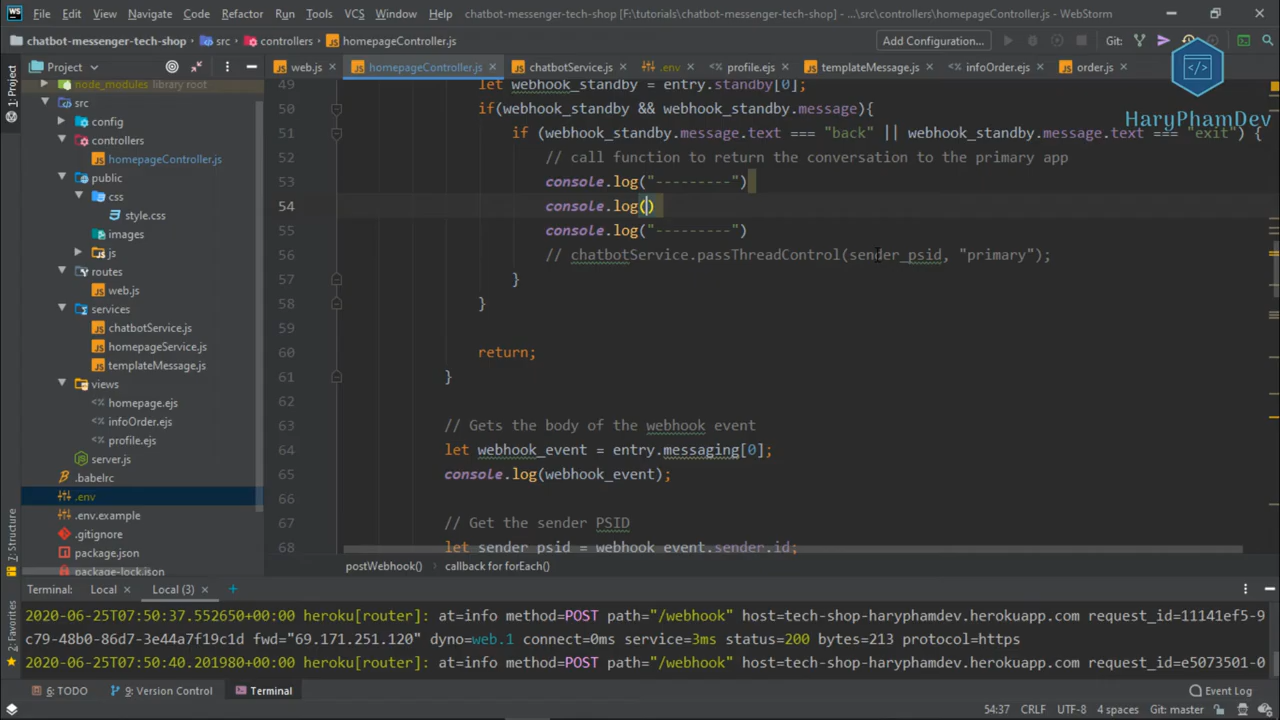 WS File Edit View Navigate Code Refactor Run Tools VCS Window Help chatbot-messenger-tech-shop [F:\tutorials\chatbot-messenger-tech-shop] - ...\src\controllers\homepageController.js - WebStorm
chatbot-messenger-tech-shop src controllers homepageController.js Add Configuration... Git:
Project web.js homepageController.js chatbotService.js .env profile.ejs templateMessage.js infoOrder.ejs order.js
HaryPhamDev
1: Project
node_modules library root
src
config
controllers
homepageController.js
public
css
style.css
images
js
routes
web.js
services
chatbotService.js
homepageService.js
templateMessage.js
views
homepage.ejs
infoOrder.ejs
profile.ejs
server.js
.babelrc
.env
.env.example
.gitignore
package.json
package-lock.json
7: Structure
2: Favorites
49 let webhook_standby = entry.standby[0];
50 if(webhook_standby && webhook_standby.message){
51 if (webhook_standby.message.text === "back" || webhook_standby.message.text === "exit") {
52 // call function to return the conversation to the primary app
53 console.log("---------")
54 console.log()
55 console.log("---------")
56 // chatbotService.passThreadControl(sender_psid, "primary");
57 }
58 }
59
60 return;
61 }
62
63 // Gets the body of the webhook event
64 let webhook_event = entry.messaging[0];
65 console.log(webhook_event);
66
67 // Get the sender PSID
68 let sender_psid = webhook_event.sender.id;
postWebhook() callback for forEach()
Terminal: Local Local (3) +
2020-06-25T07:50:37.552650+00:00 heroku[router]: at=info method=POST path="/webhook" host=tech-shop-haryphamdev.herokuapp.com request_id=11141ef5-9
c79-48b0-86d7-3e44a7f19c1d fwd="69.171.251.120" dyno=web.1 connect=0ms service=3ms status=200 bytes=213 protocol=https
2020-06-25T07:50:40.201980+00:00 heroku[router]: at=info method=POST path="/webhook" host=tech-shop-haryphamdev.herokuapp.com request_id=e5073501-0
6: TODO 9: Version Control Terminal Event Log
54:37 CRLF UTF-8 4 spaces Git: master